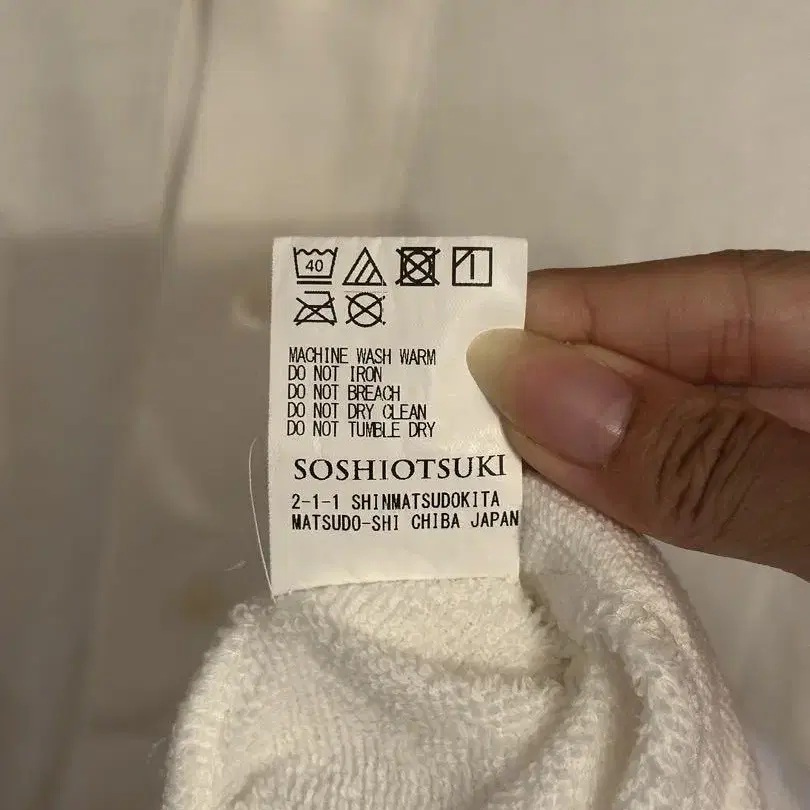 40
MACHINE WASH WARM
DO NOT IRON
DO NOT BREACH
DO NOT DRY CLEAN
DO NOT TUMBLE DRY
SOSHIOTSUKI
2-1-1 SHINMATSUDOKITA
MATSUDO-SHI CHIBA JAPAN